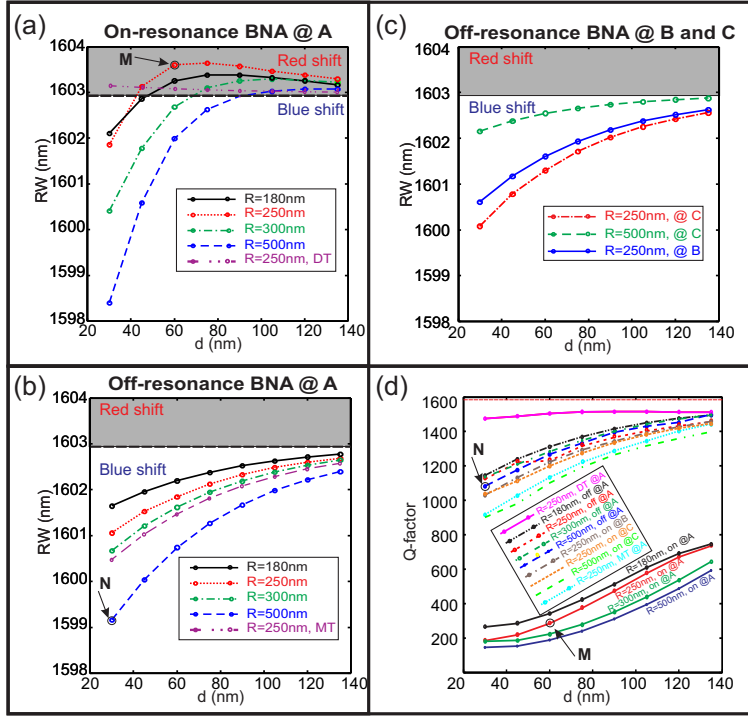 (a)
On-resonance BNA @ A
1604
1603
1602
1601
1600
1599
1598
RW (nm)
M
Red shift
Blue shift
R=180nm
R=250nm
R=300nm
R=500nm
R=250nm, DT
20 40 60 80 100 120 140
d (nm)
(c)
Off-resonance BNA @ B and C
1604
1603
1602
1601
1600
1599
1598
RW (nm)
Red shift
Blue shift
R=250nm, @ C
R=500nm, @ C
R=250nm, @ B
20 40 60 80 100 120 140
d (nm)
(b)
Off-resonance BNA @ A
1604
1603
1602
1601
1600
1599
1598
RW (nm)
Red shift
Blue shift
N
R=180nm
R=250nm
R=300nm
R=500nm
R=250nm, MT
20 40 60 80 100 120 140
d (nm)
(d)
1600
1400
1200
1000
800
600
400
200
Q-factor
N
R=250nm, DT @A
R=180nm, off @A
R=250nm, off @A
R=300nm, off @A
R=500nm, off @A
R=250nm, on @B
R=250nm, on @C
R=500nm, on @C
R=250nm, MT @A
R=180nm, on @A
R=250nm, on @A
R=300nm, on @A
R=500nm, on @A
M
20 40 60 80 100 120 140
d (nm)